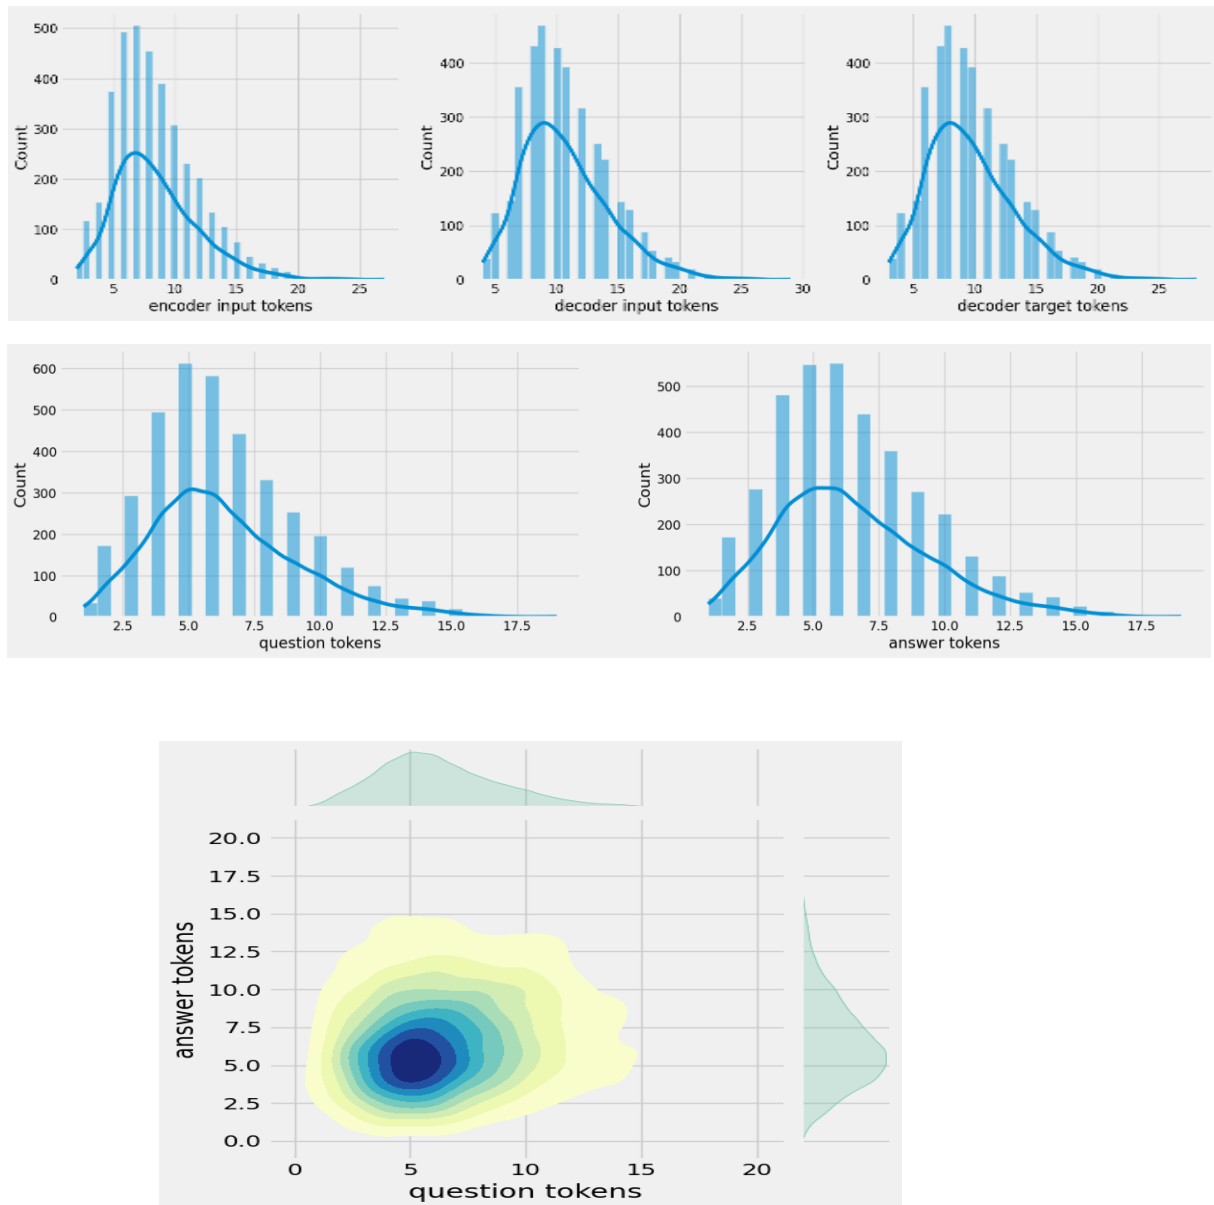 500
400
300
200
100
0
Count
5 10 15 20 25
encoder input tokens
400
300
200
100
0
Count
5 10 15 20 25 30
decoder input tokens
400
300
200
100
0
Count
5 10 15 20 25
decoder target tokens
600
500
400
300
200
100
0
Count
2.5 5.0 7.5 10.0 12.5 15.0 17.5
question tokens
500
400
300
200
100
0
Count
2.5 5.0 7.5 10.0 12.5 15.0 17.5
answer tokens
20.0
17.5
15.0
12.5
10.0
7.5
5.0
2.5
0.0
answer tokens
0 5 10 15 20
question tokens